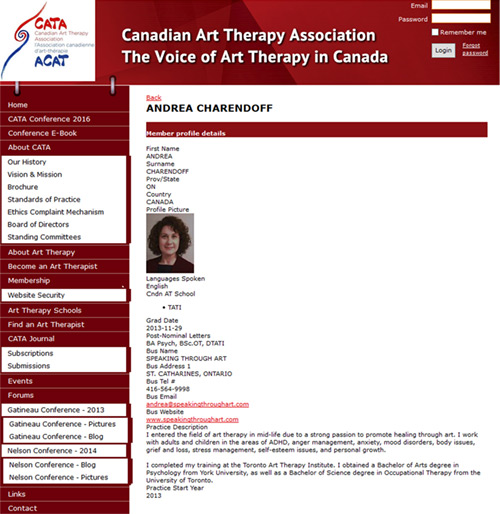 CATA
Canadian Art Therapy
Association
l'Association canadienne
d'art-thérapie
ACAT
Canadian Art Therapy Association
The Voice of Art Therapy in Canada
Email
Password
Remember me
Login
Forgot
password
Home
CATA Conference 2016
Conference E-Book
About CATA
Our History
Vision & Mission
Brochure
Standards of Practice
Ethics Complaint Mechanism
Board of Directors
Standing Committees
About Art Therapy
Become an Art Therapist
Membership
Website Security
Art Therapy Schools
Find an Art Therapist
CATA Journal
Subscriptions
Submissions
Events
Forums
Gatineau Conference - 2013
Gatineau Conference - Pictures
Gatineau Conference - Blog
Nelson Conference - 2014
Nelson Conference - Blog
Nelson Conference - Pictures
Links
Contact
Back
ANDREA CHARENDOFF
Member profile details
First Name
ANDREA
Surname
CHARENDOFF
Prov/State
ON
Country
CANADA
Profile Picture
Languages Spoken
English
Cndn AT School
• TATI
Grad Date
2013-11-29
Post-Nominal Letters
BA Psych, BSc.OT, DTATI
Bus Name
SPEAKING THROUGH ART
Bus Address 1
ST. CATHARINES, ONTARIO
Bus Tel #
416-564-9998
Bus Email
andrea@speakingthroughart.com
Bus Website
www.speakingthroughart.com
Practice Description
I entered the field of art therapy in mid-life due to a strong passion to promote healing through art. I work
with adults and children in the areas of ADHD, anger management, anxiety, mood disorders, body issues,
grief and loss, stress management, self-esteem issues, and personal growth.
I completed my training at the Toronto Art Therapy Institute. I obtained a Bachelor of Arts degree in
Psychology from York University, as well as a Bachelor of Science degree in Occupational Therapy from the
University of Toronto.
Practice Start Year
2013